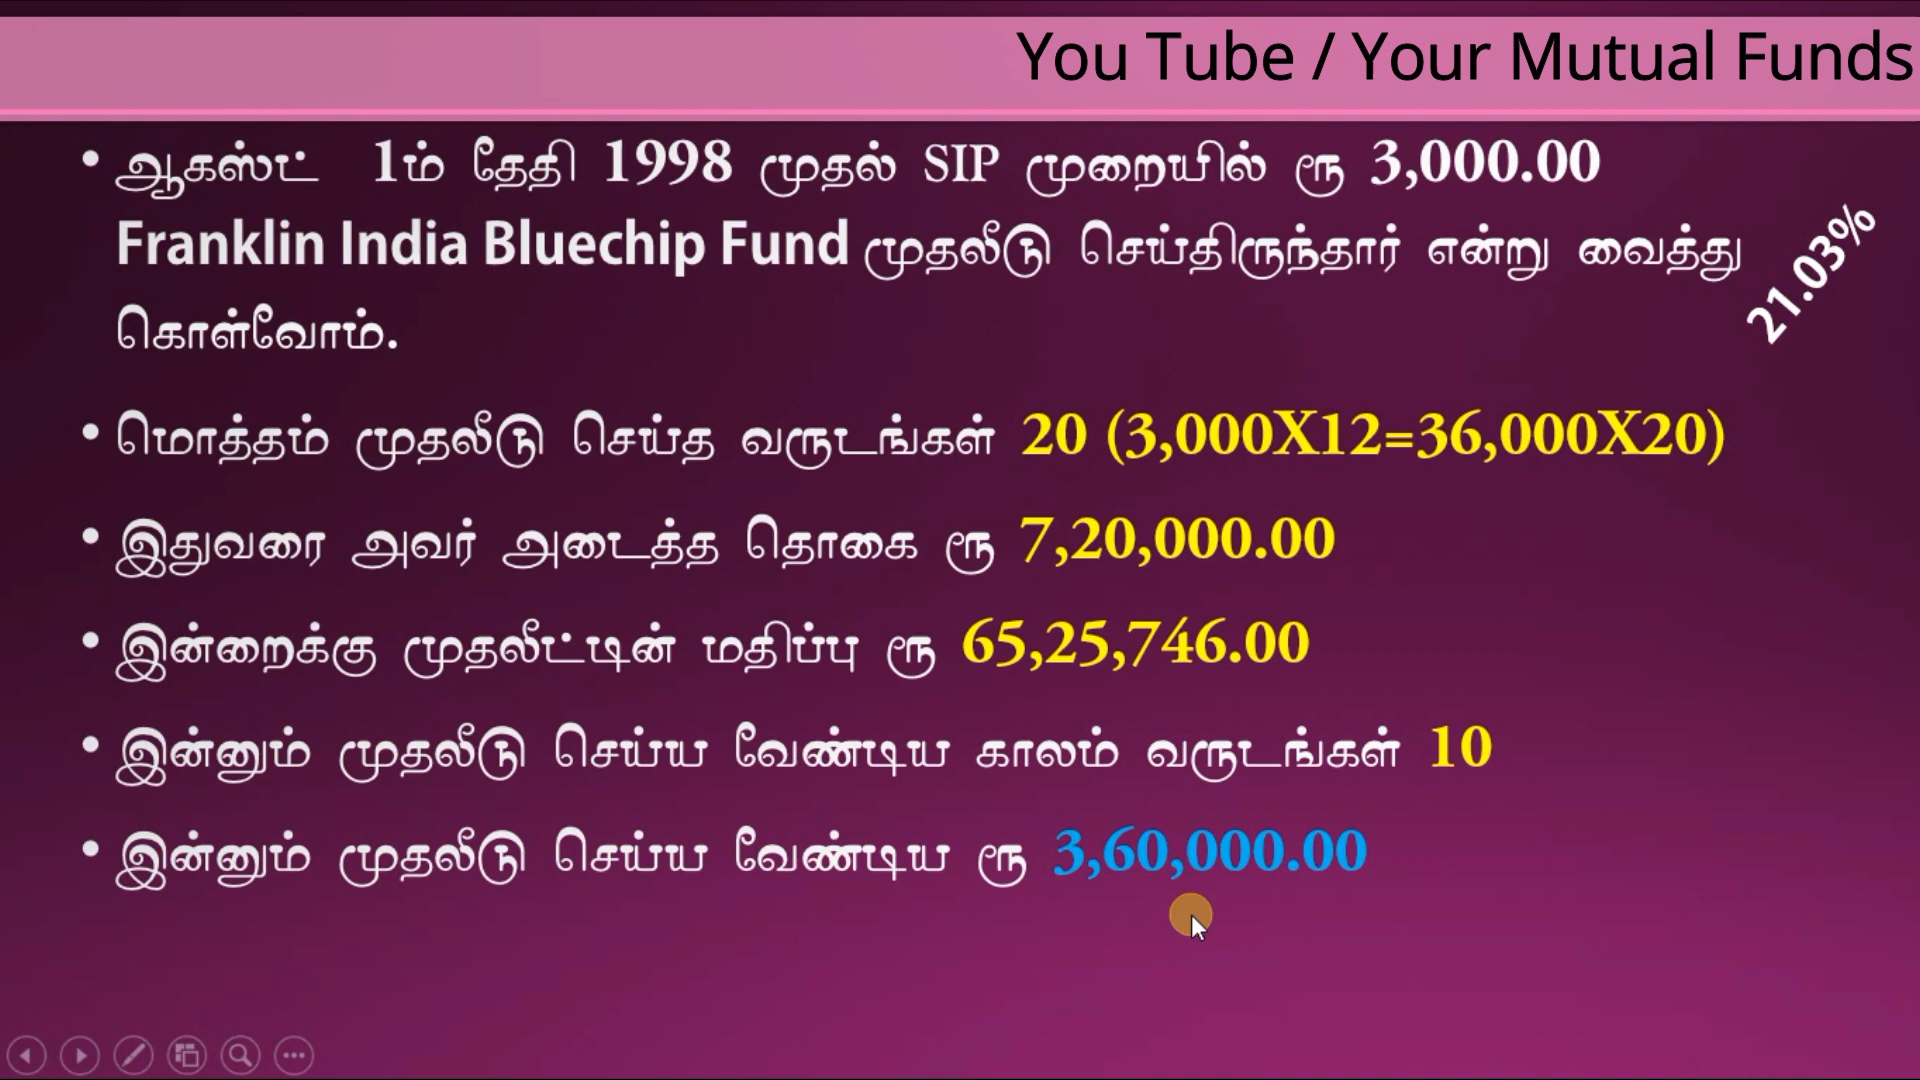 You Tube / Your Mutual Funds
• ஆகஸ்ட் 1ம் தேதி 1998 முதல் SIP முறையில் ரூ 3,000.00
Franklin India Bluechip Fund முதலீடு செய்திருந்தார் என்று வைத்து
கொள்வோம்.
21.03%
• மொத்தம் முதலீடு செய்த வருடங்கள் 20 (3,000X12=36,000X20)
• இதுவரை அவர் அடைத்த தொகை ரூ 7,20,000.00
• இன்றைக்கு முதலீட்டின் மதிப்பு ரூ 65,25,746.00
• இன்னும் முதலீடு செய்ய வேண்டிய காலம் வருடங்கள் 10
• இன்னும் முதலீடு செய்ய வேண்டிய ரூ 3,60,000.00